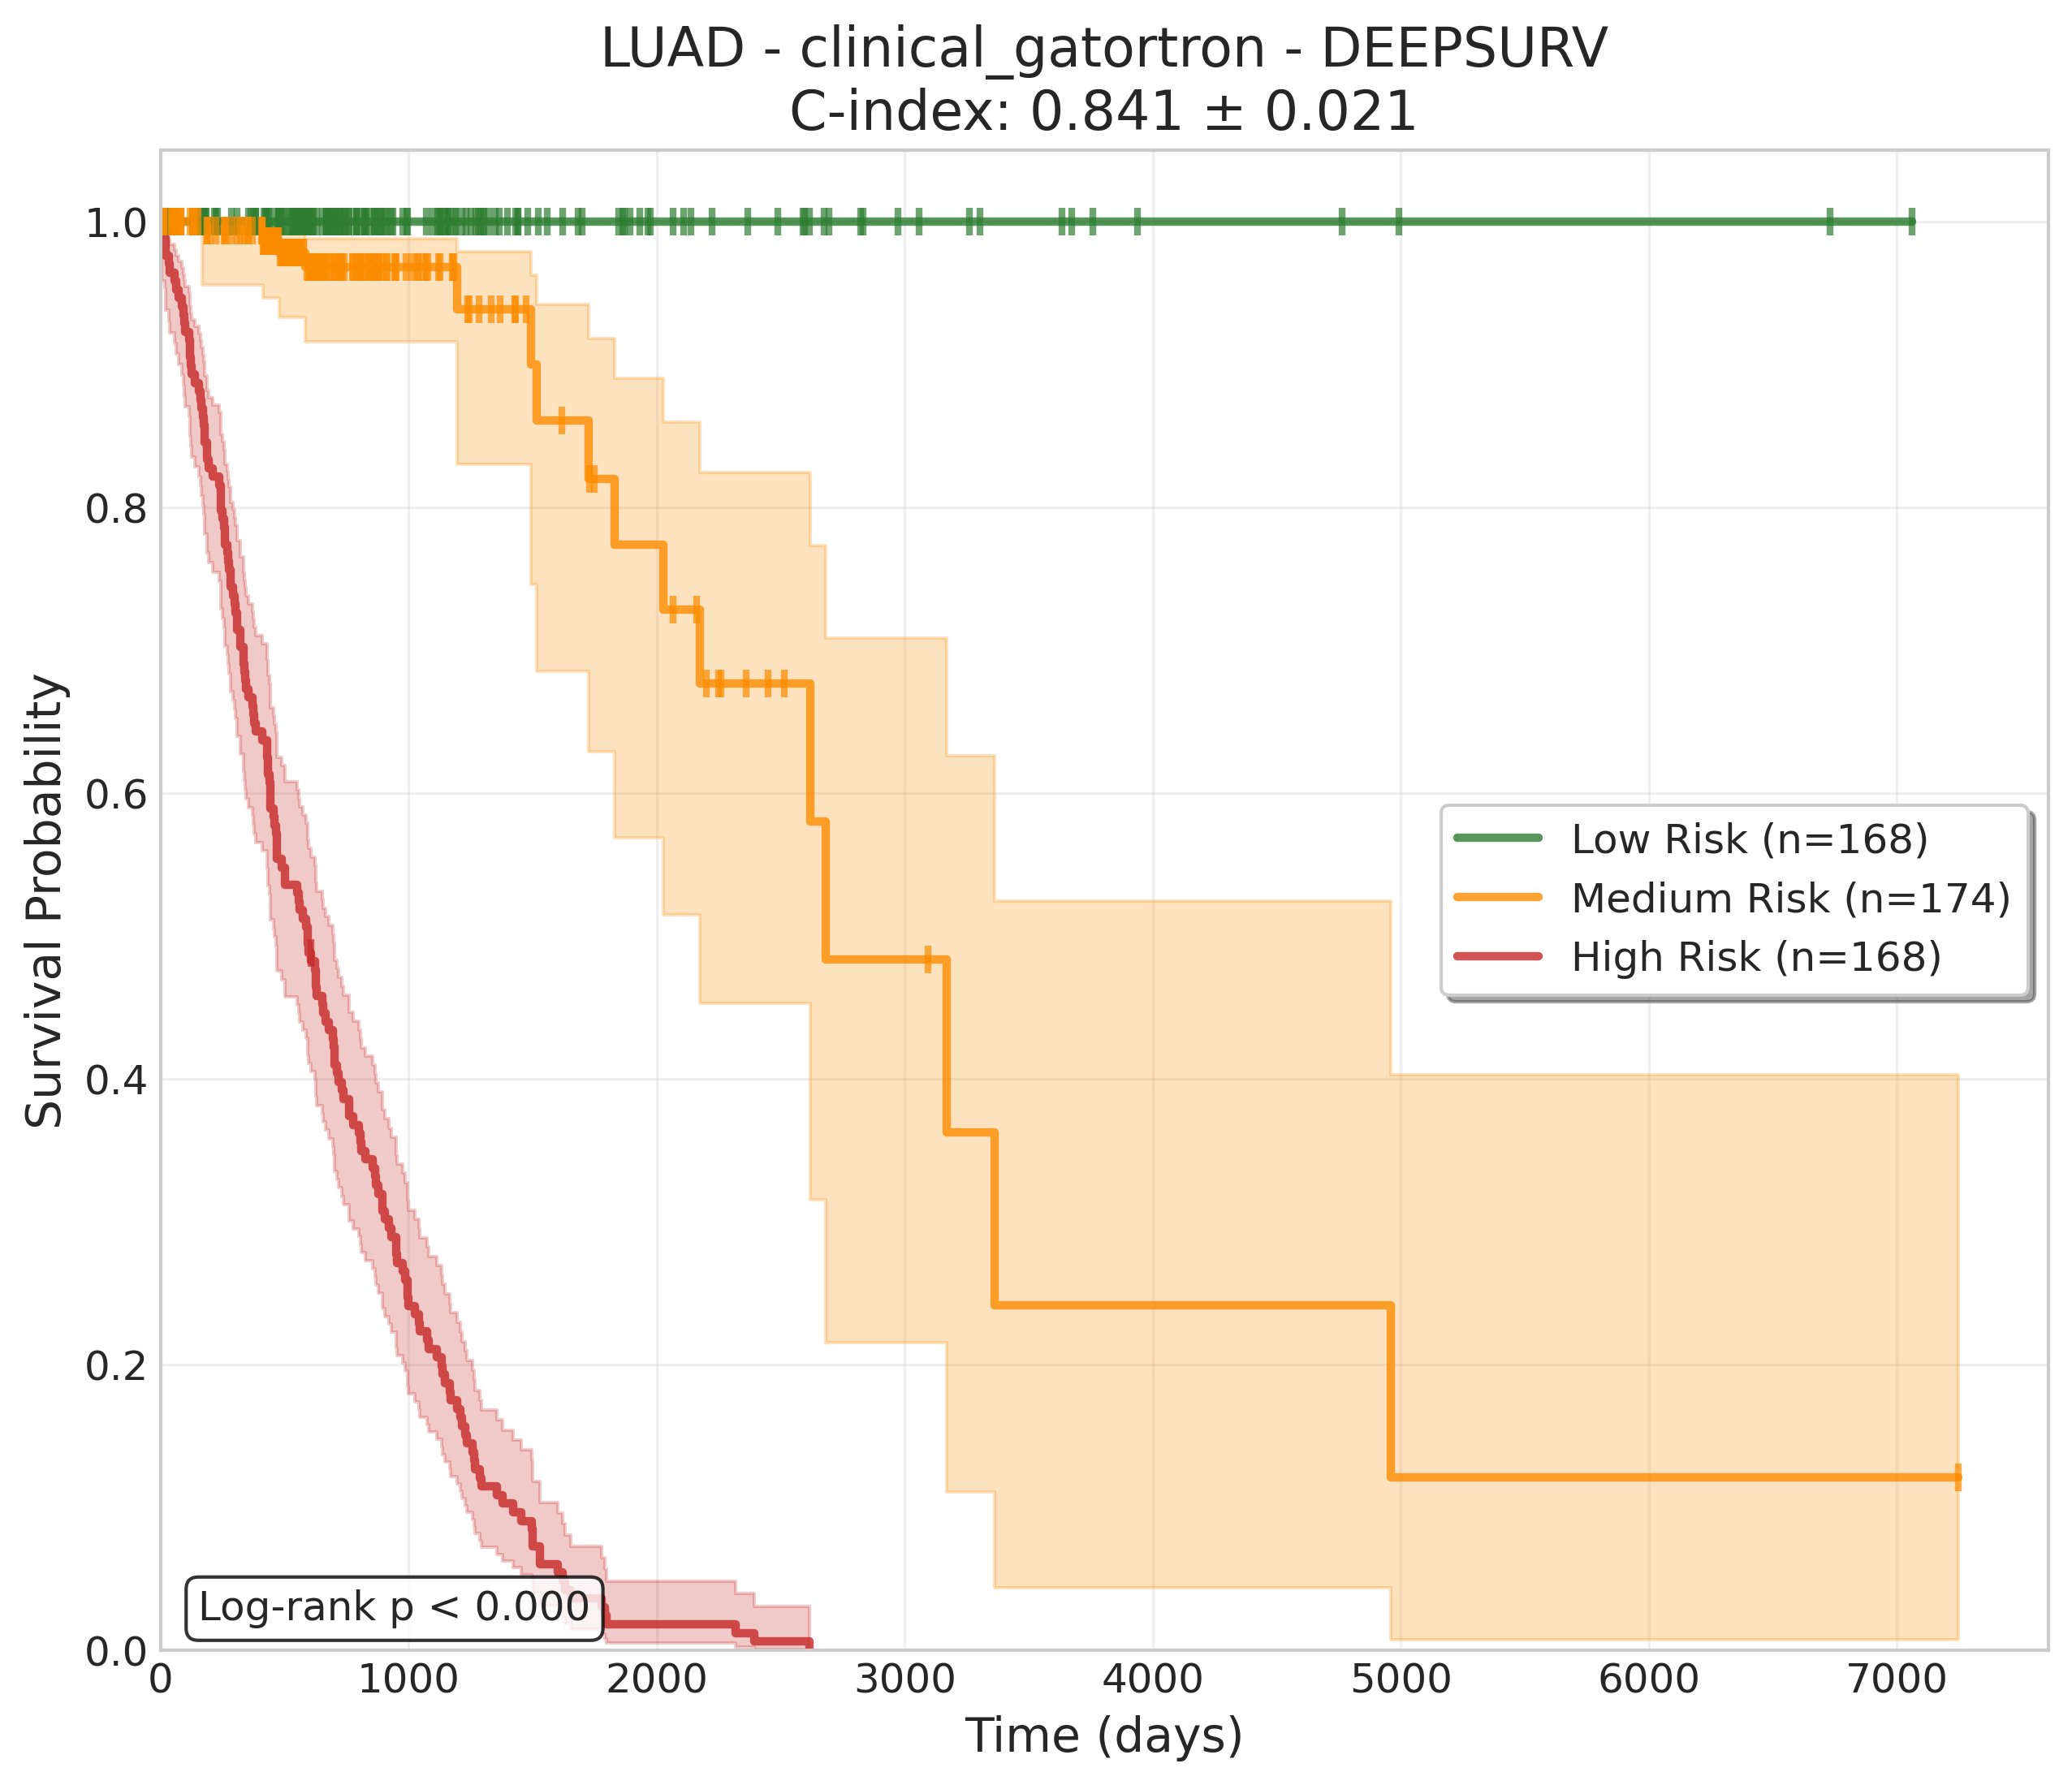 LUAD - clinical_gatortron - DEEPSURV
C-index: 0.841 ± 0.021
Survival Probability
1.0
0.8
0.6
0.4
0.2
0.0
Low Risk (n=168)
Medium Risk (n=174)
High Risk (n=168)
Log-rank p < 0.000
0 1000 2000 3000 4000 5000 6000 7000
Time (days)